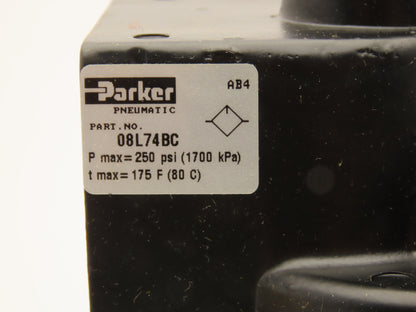 Parker
AB4
PNEUMATIC
PART.NO.
08L74BC
P max = 250 psi (1700 kPa)
t max = 175 F (80 C)